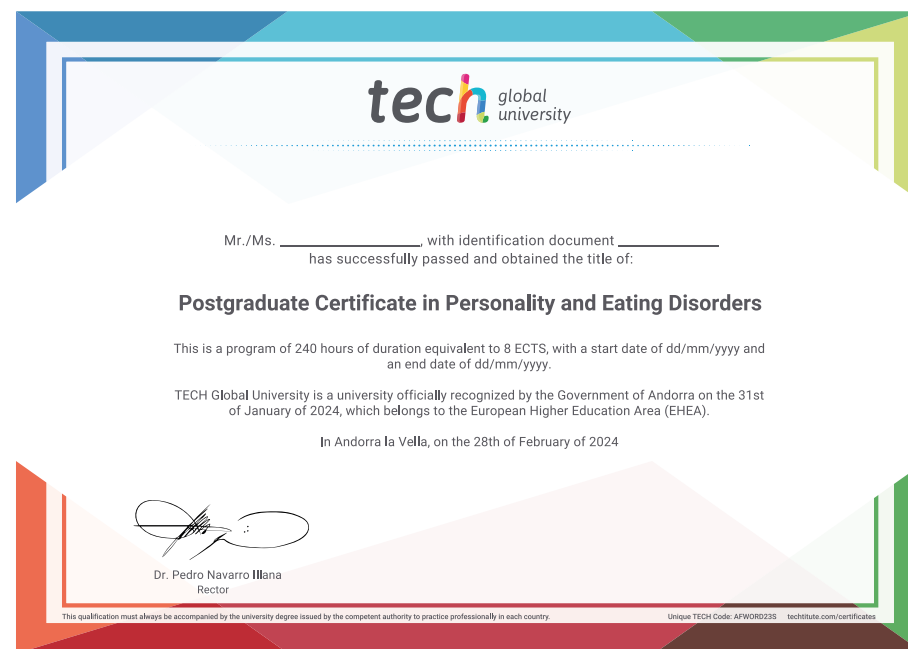 tech global university
Mr./Ms. ____________________, with identification document ______________
has successfully passed and obtained the title of:
Postgraduate Certificate in Personality and Eating Disorders
This is a program of 240 hours of duration equivalent to 8 ECTS, with a start date of dd/mm/yyyy and
an end date of dd/mm/yyyy.
TECH Global University is a university officially recognized by the Government of Andorra on the 31st
of January of 2024, which belongs to the European Higher Education Area (EHEA).
In Andorra la Vella, on the 28th of February of 2024
Dr. Pedro Navarro Illana
Rector
This qualification must always be accompanied by the university degree issued by the competent authority to practice professionally in each country.
Unique TECH Code: AFWORD23S techtitute.com/certificates